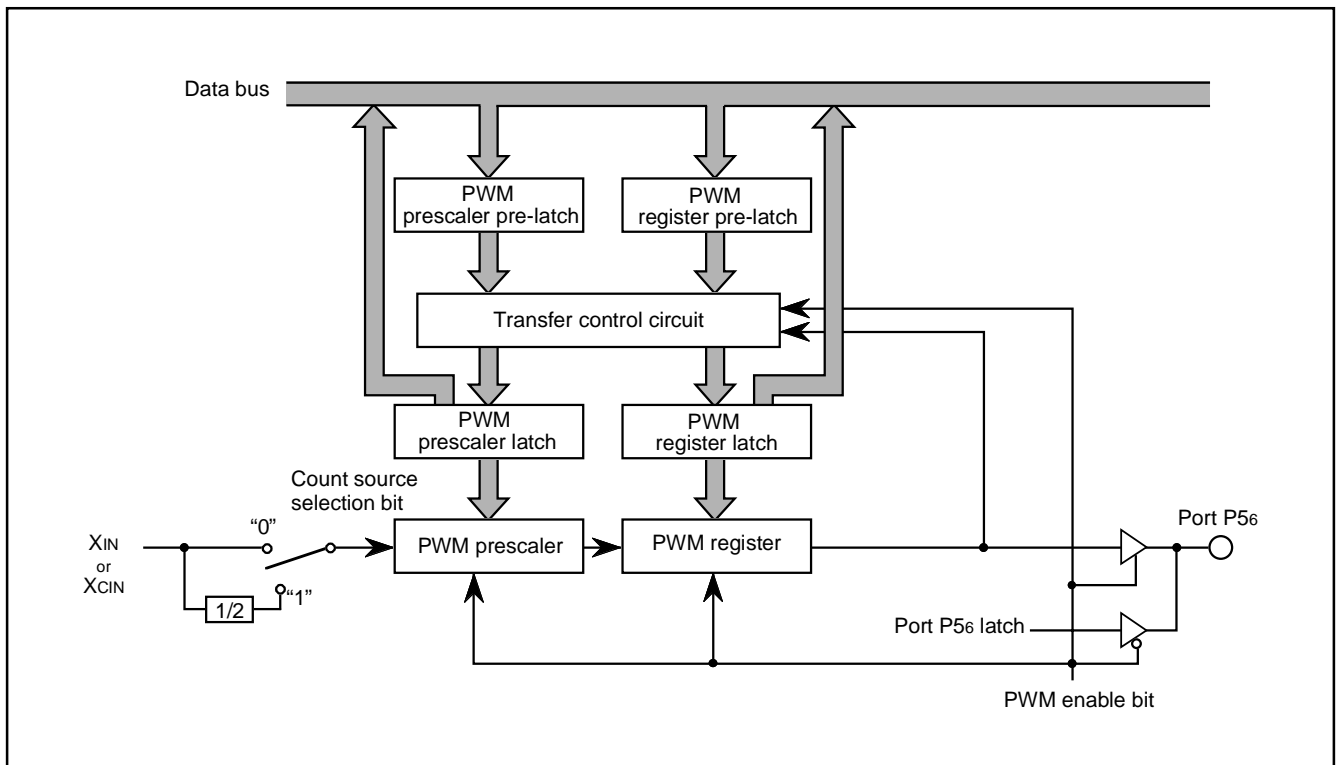 Data bus
PWM
prescaler pre-latch
PWM
register pre-latch
Transfer control circuit
PWM
prescaler latch
PWM
register latch
Count source
selection bit
“0”
XIN
or
XCIN
“1”
1/2
PWM prescaler
PWM register
Port P56
Port P56 latch
PWM enable bit